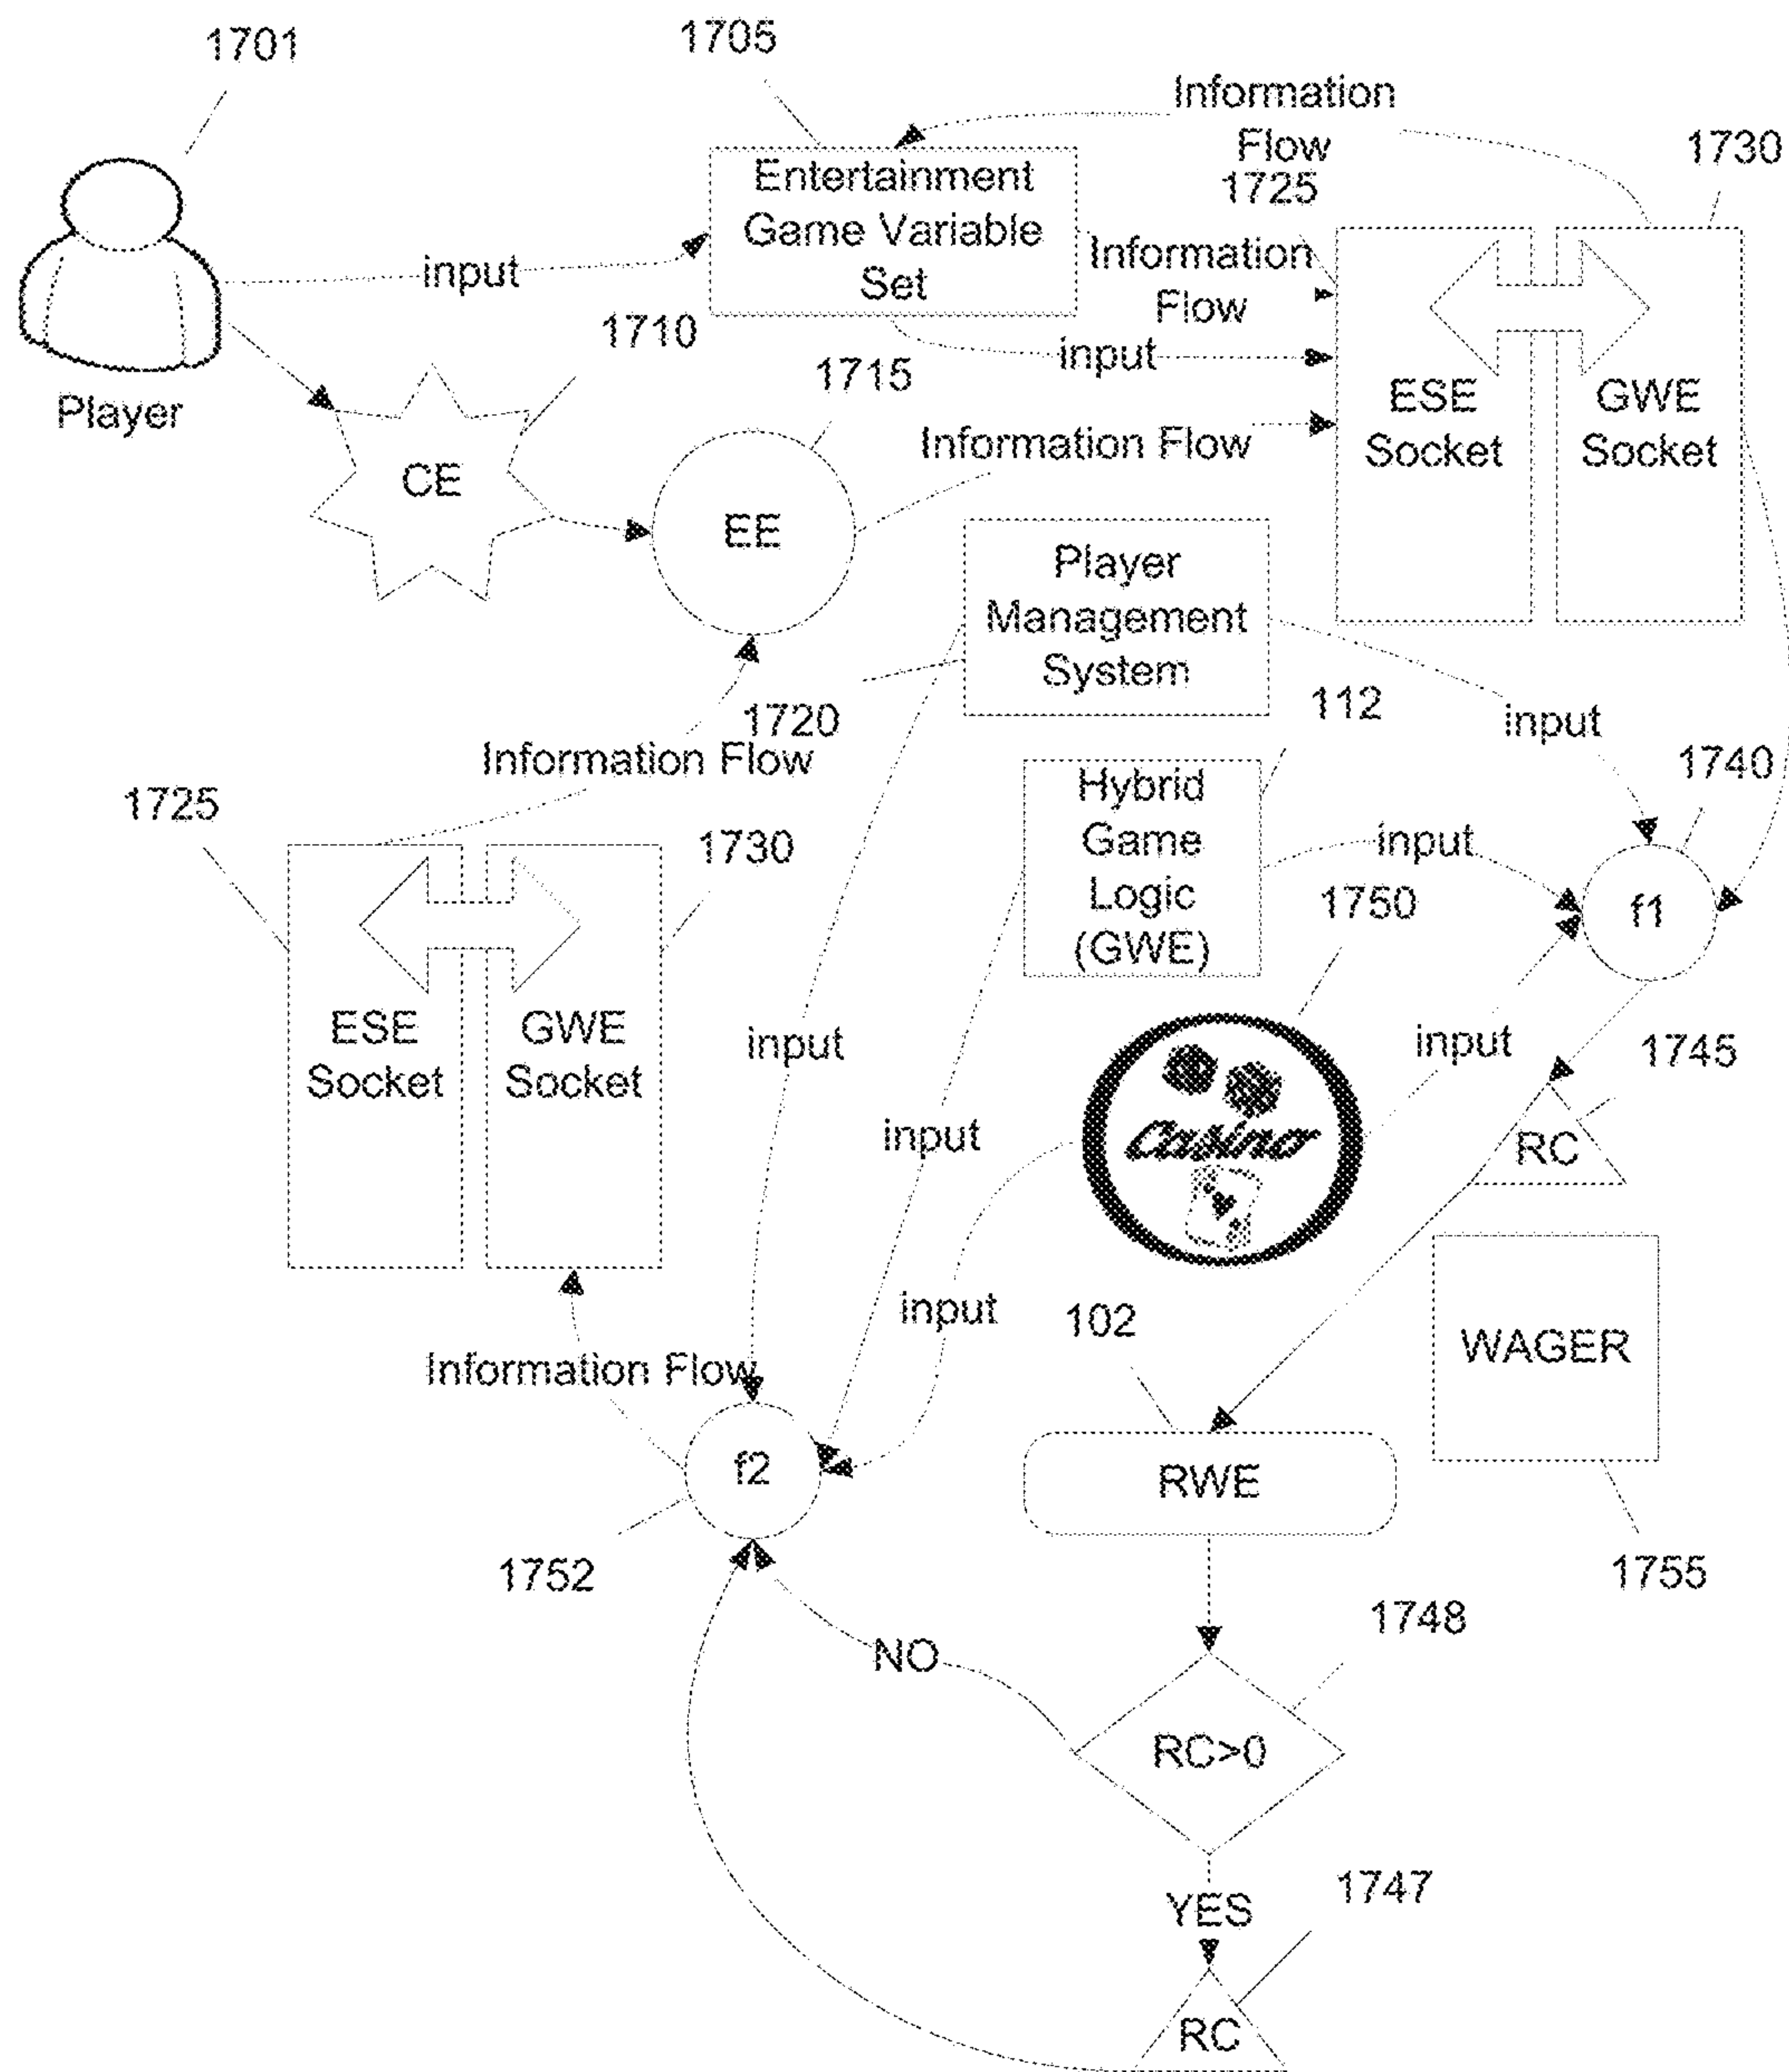 1701
1705
Information
Flow
1725
1730
Entertainment
Game Variable
Set
input
Information
Flow
1710
input
1715
Player
ESE
Socket
GWE
Socket
Information Flow
CE
EE
Player
Management
System
1720
112
input
Information Flow
1740
Hybrid
Game
Logic
(GWE)
1725
1730
input
1750
f1
ESE
Socket
GWE
Socket
input
input
1745
Casino
input
RC
input
102
WAGER
Information Flow
f2
RWE
1752
1755
1748
NO
RC>0
1747
YES
RC